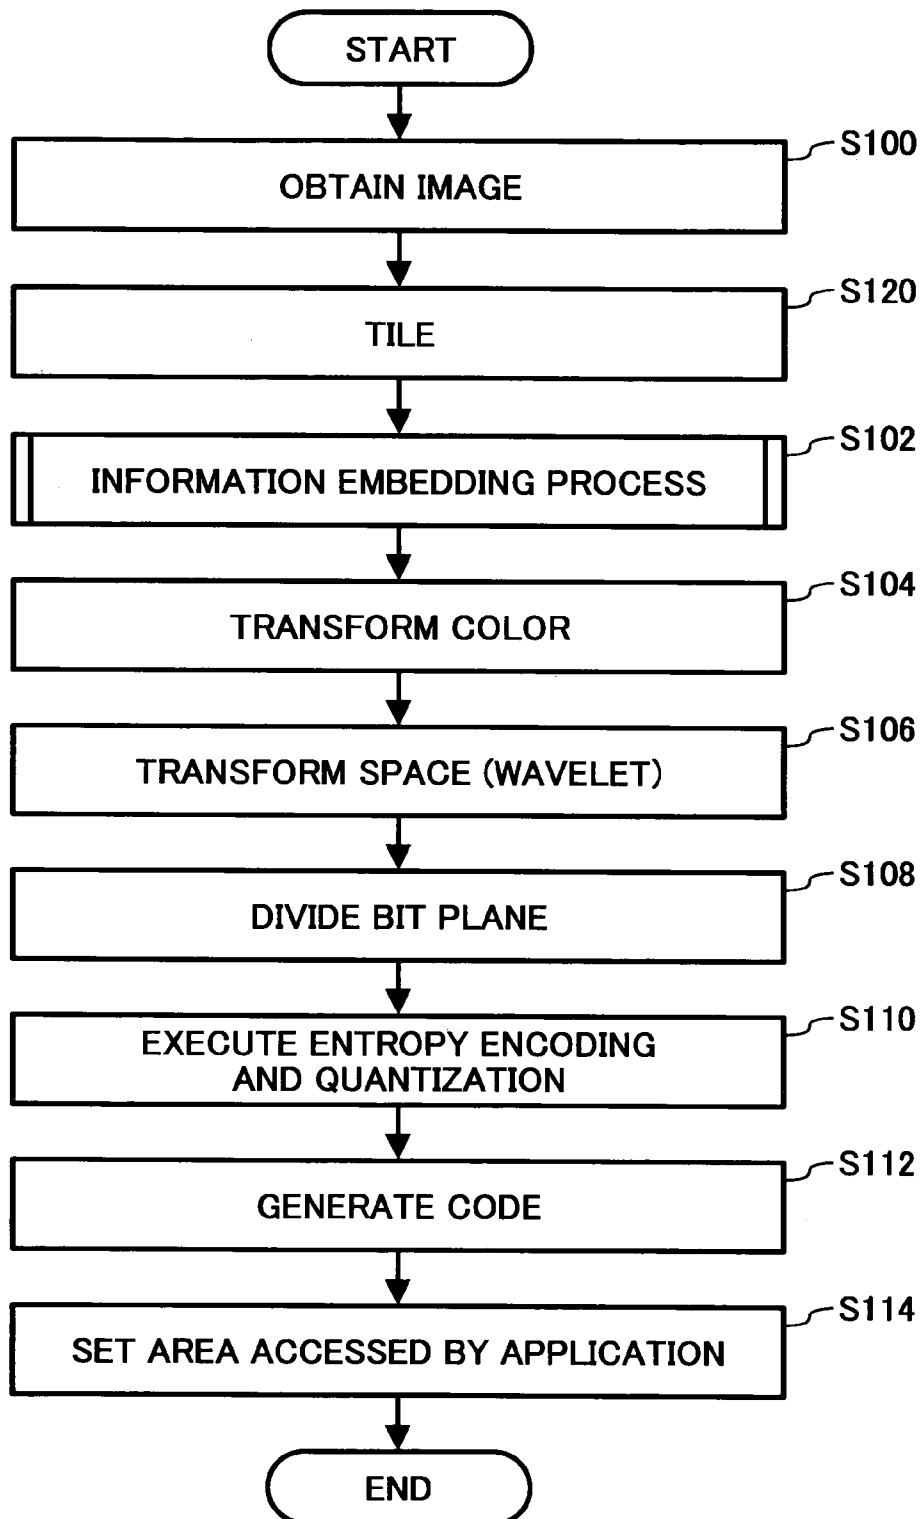 START
S100
OBTAIN IMAGE
S120
TILE
S102
INFORMATION EMBEDDING PROCESS
S104
TRANSFORM COLOR
S106
TRANSFORM SPACE (WAVELET)
S108
DIVIDE BIT PLANE
S110
EXECUTE ENTROPY ENCODING
AND QUANTIZATION
S112
GENERATE CODE
S114
SET AREA ACCESSED BY APPLICATION
END